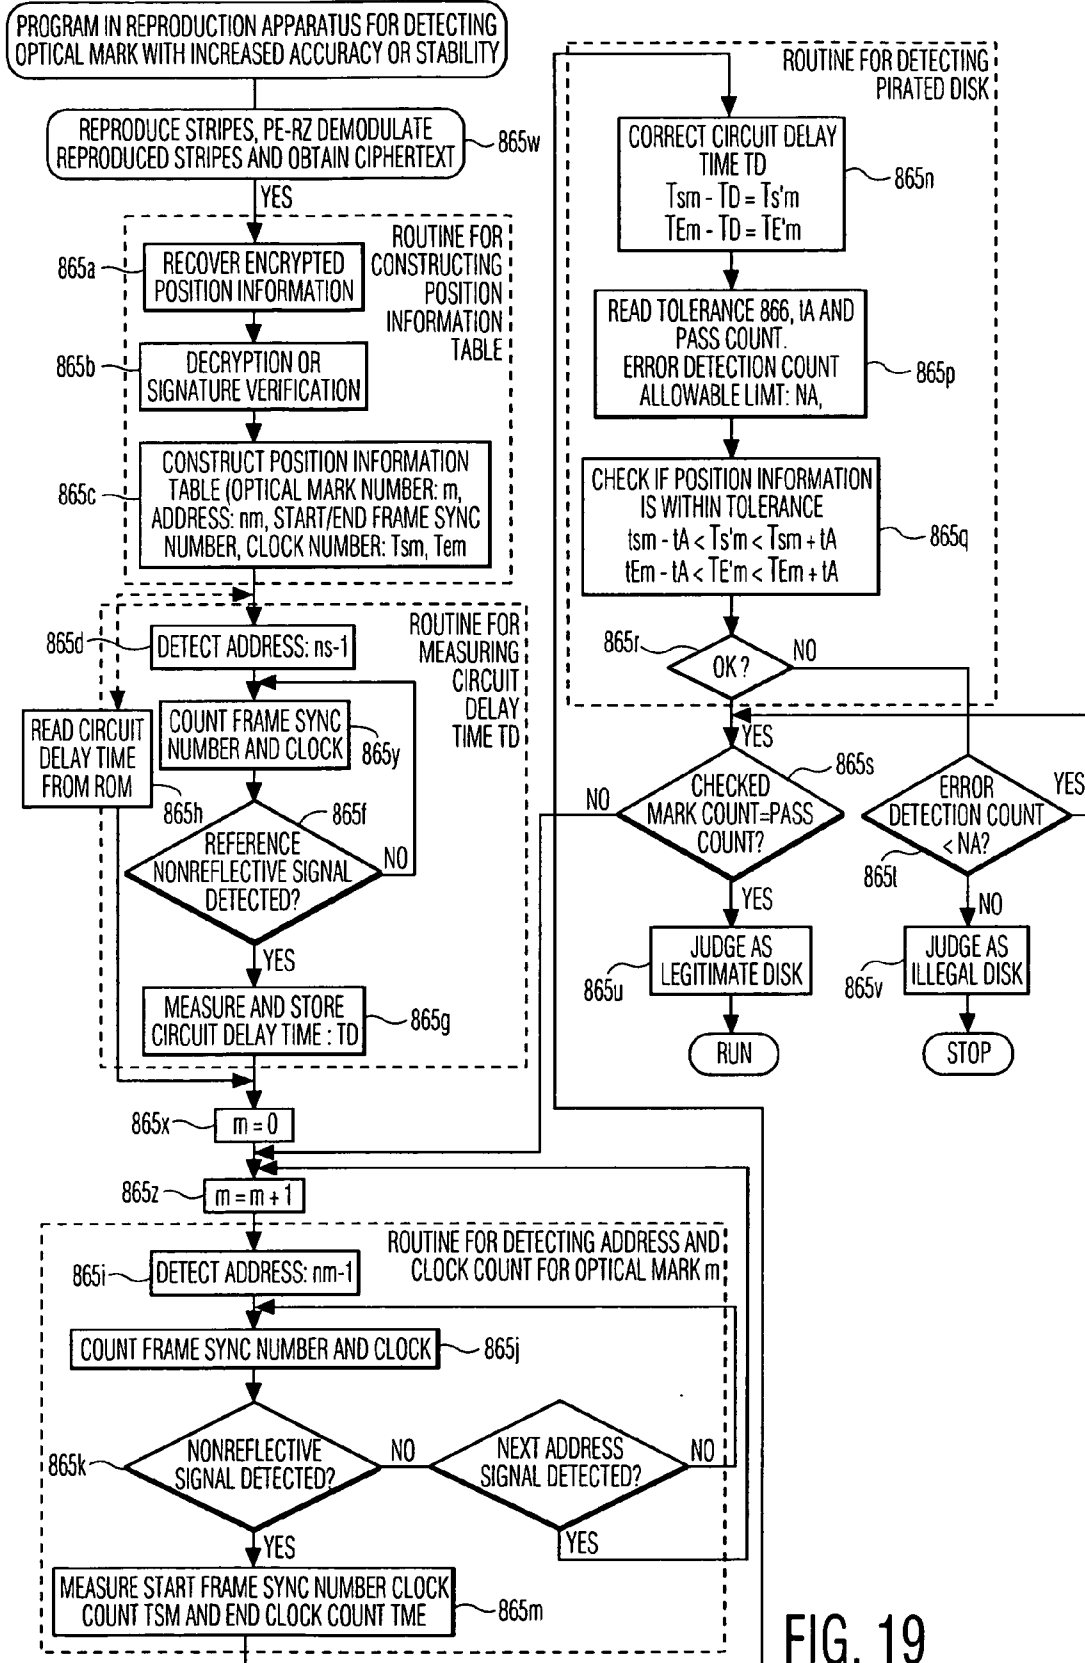 PROGRAM IN REPRODUCTION APPARATUS FOR DETECTING
OPTICAL MARK WITH INCREASED ACCURACY OR STABILITY
REPRODUCE STRIPES, PE-RZ DEMODULATE
REPRODUCED STRIPES AND OBTAIN CIPHERTEXT
865w
YES
ROUTINE FOR
CONSTRUCTING
POSITION
INFORMATION
TABLE
865a
RECOVER ENCRYPTED
POSITION INFORMATION
865b
DECRYPTION OR
SIGNATURE VERIFICATION
865c
CONSTRUCT POSITION INFORMATION
TABLE (OPTICAL MARK NUMBER: m,
ADDRESS: nm, START/END FRAME SYNC
NUMBER, CLOCK NUMBER: Tsm, Tem
865d
DETECT ADDRESS: ns-1
ROUTINE FOR
MEASURING
CIRCUIT
DELAY
TIME TD
READ CIRCUIT
DELAY TIME
FROM ROM
865h
COUNT FRAME SYNC
NUMBER AND CLOCK
865y
865f
REFERENCE
NONREFLECTIVE SIGNAL
DETECTED?
NO
YES
MEASURE AND STORE
CIRCUIT DELAY TIME : TD
865g
865x
m = 0
865z
m = m + 1
ROUTINE FOR DETECTING ADDRESS AND
CLOCK COUNT FOR OPTICAL MARK m
865i
DETECT ADDRESS: nm-1
COUNT FRAME SYNC NUMBER AND CLOCK
865j
865k
NONREFLECTIVE
SIGNAL DETECTED?
NO
NEXT ADDRESS
SIGNAL DETECTED?
NO
YES
YES
MEASURE START FRAME SYNC NUMBER CLOCK
COUNT TSM AND END CLOCK COUNT TME
865m
ROUTINE FOR DETECTING
PIRATED DISK
CORRECT CIRCUIT DELAY
TIME TD
Tsm - TD = Ts'm
TEm - TD = TE'm
865n
READ TOLERANCE 866, tA AND
PASS COUNT.
ERROR DETECTION COUNT
ALLOWABLE LIMT: NA,
865p
CHECK IF POSITION INFORMATION
IS WITHIN TOLERANCE
tsm - tA < Ts'm < Tsm + tA
tEm - tA < TE'm < TEm + tA
865q
865r
OK ?
NO
YES
865s
CHECKED
MARK COUNT=PASS
COUNT?
NO
YES
ERROR
DETECTION COUNT
< NA?
YES
865t
NO
JUDGE AS
LEGITIMATE DISK
865u
JUDGE AS
ILLEGAL DISK
865v
RUN
STOP
FIG. 19